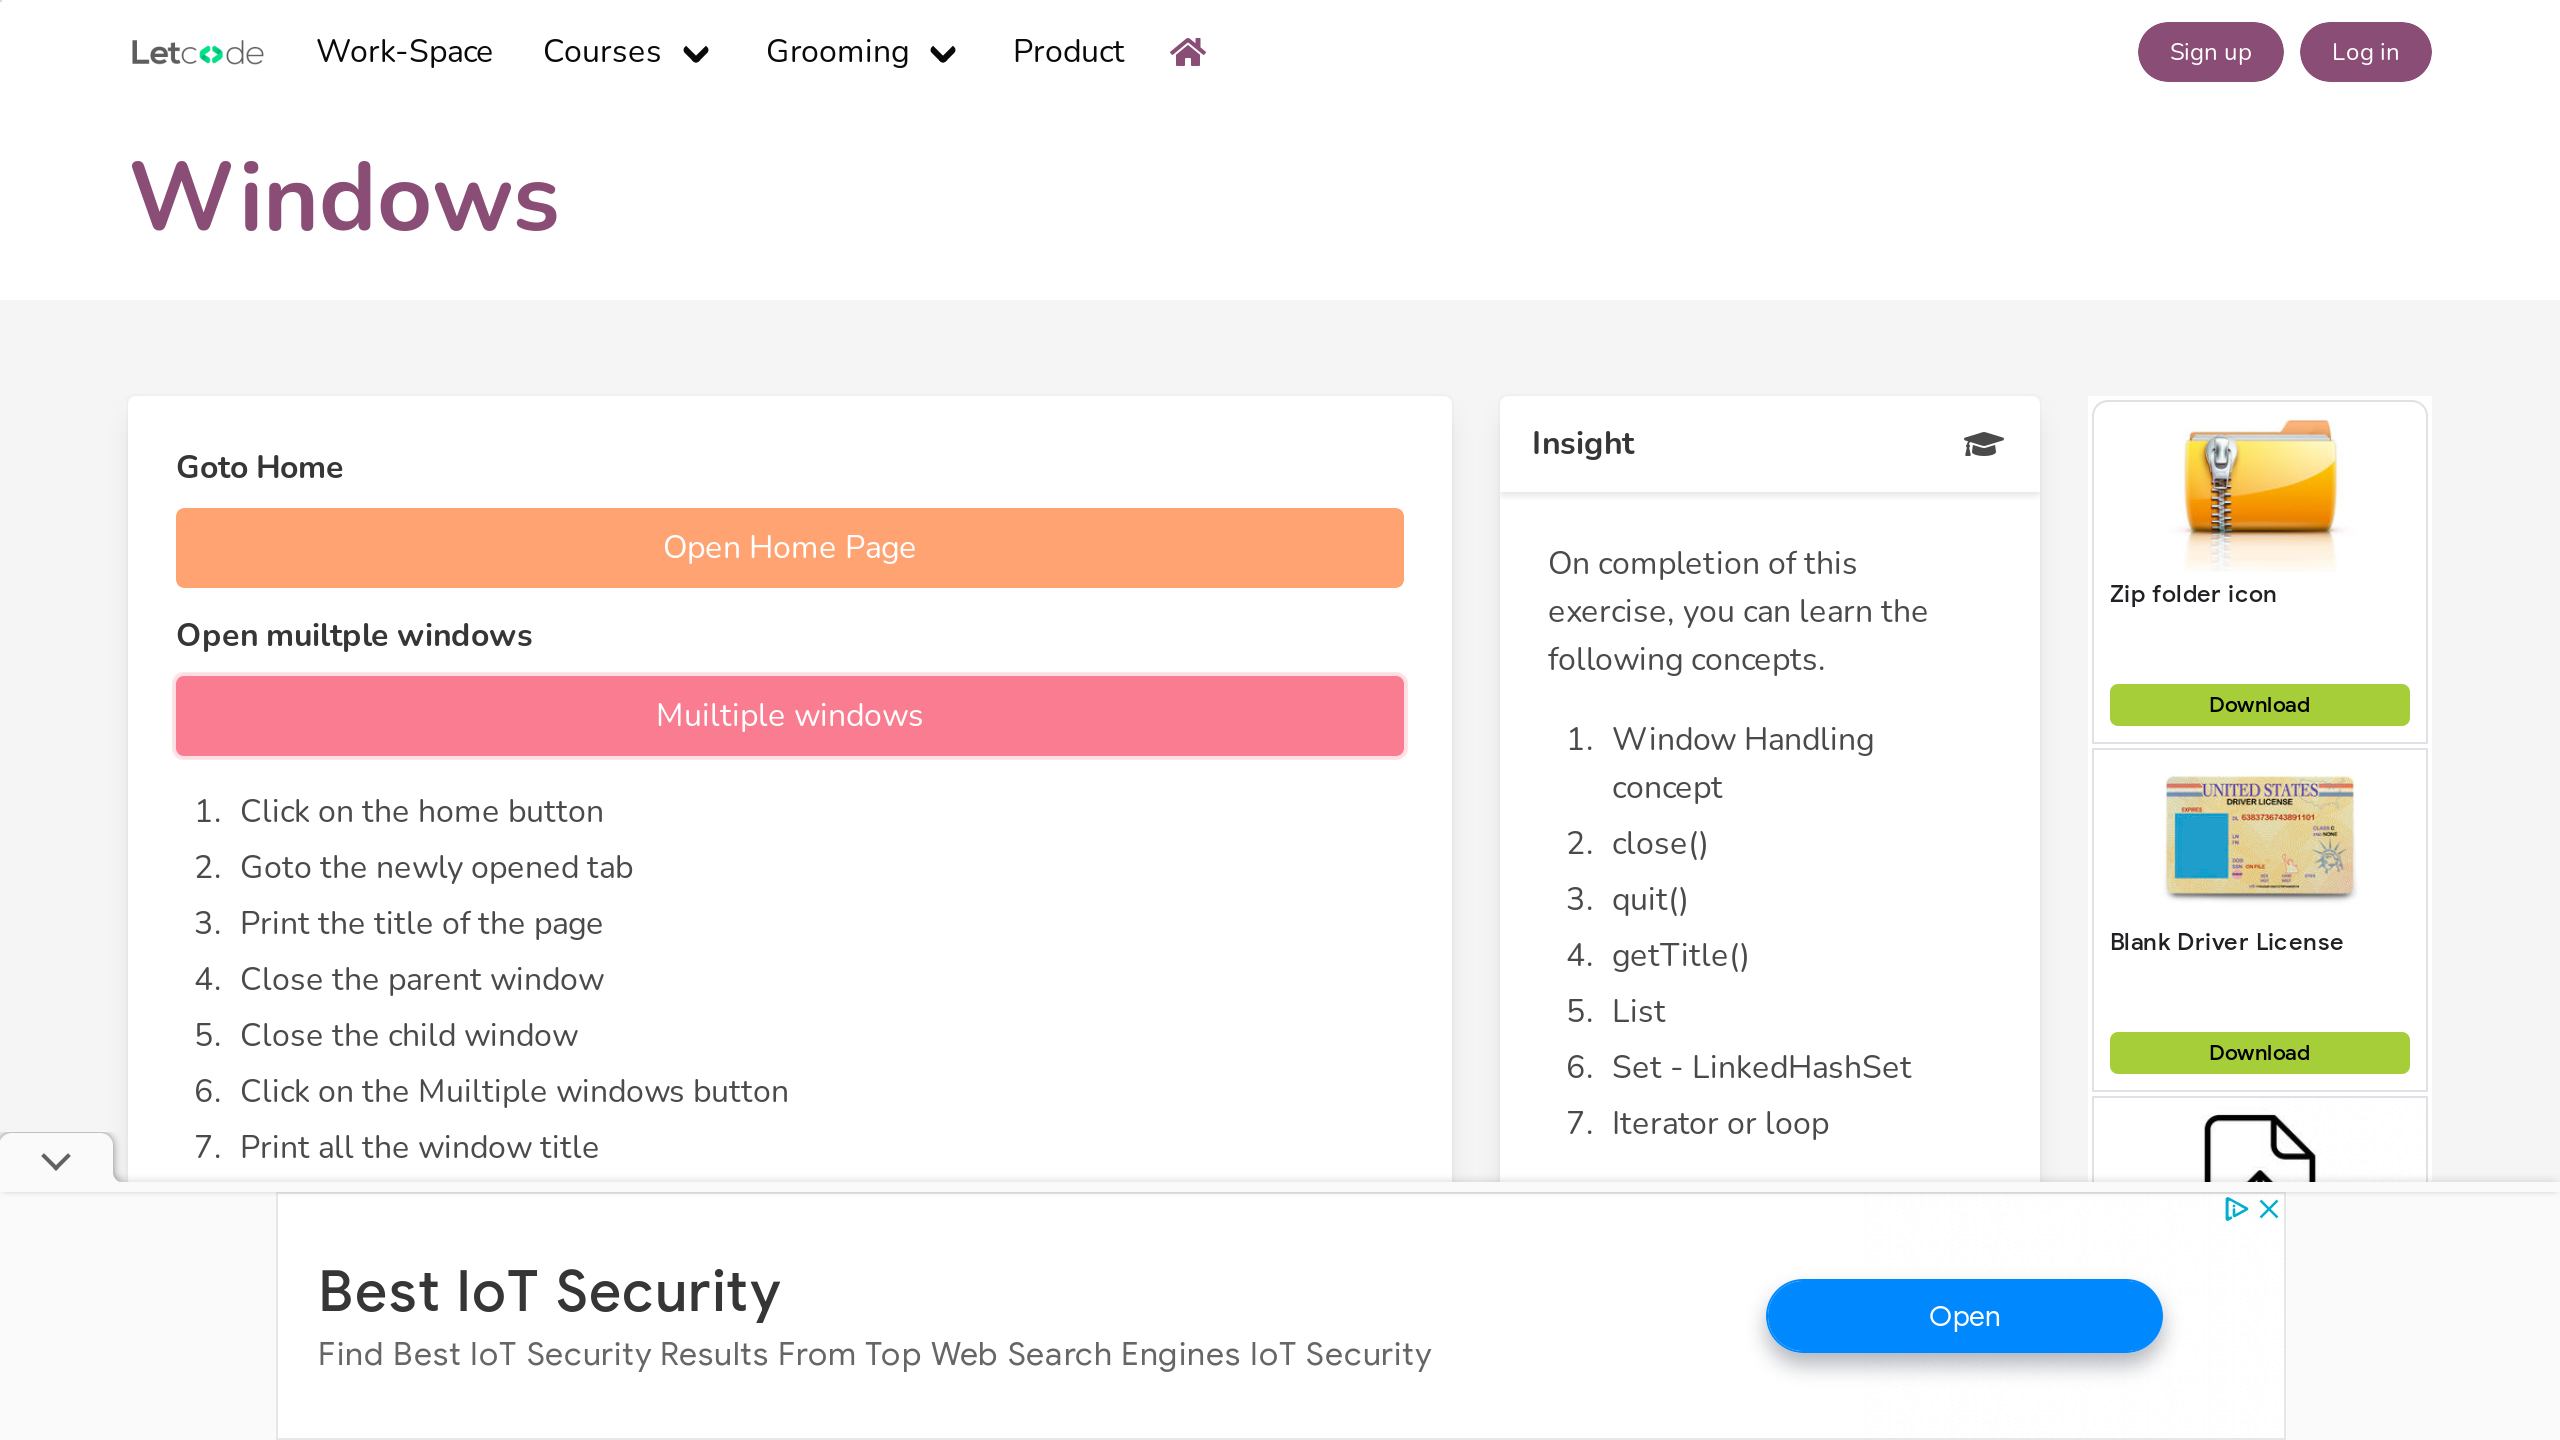 Letcode
Work-Space
Courses
Grooming
Product
Sign up
Log in
Windows
Goto Home
Open Home Page
Open muiltple windows
Muiltiple windows
1. Click on the home button
2. Goto the newly opened tab
3. Print the title of the page
4. Close the parent window
5. Close the child window
6. Click on the Muiltiple windows button
7. Print all the window title
Insight
On completion of this
exercise, you can learn the
following concepts.
1. Window Handling
concept
2. close()
3. quit()
4. getTitle()
5. List
6. Set - LinkedHashSet
7. Iterator or loop
Zip folder icon
Download
UNITED STATES
DRIVER LICENSE
6383736743891101
Blank Driver License
Download
Best IoT Security
Find Best IoT Security Results From Top Web Search Engines IoT Security
Open